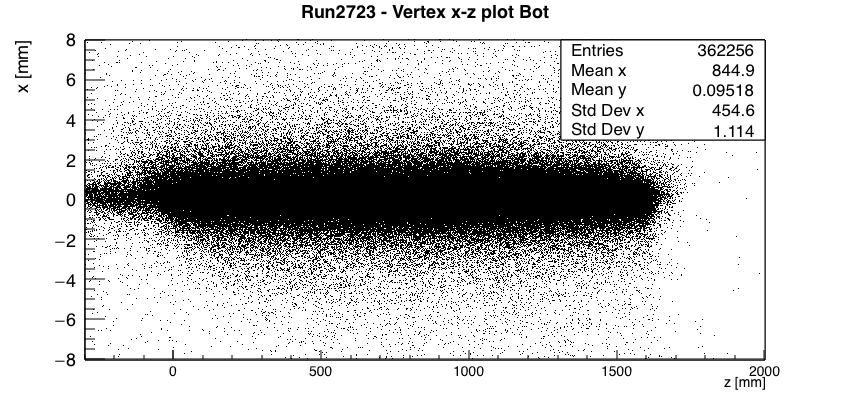 Run2723 - Vertex x-z plot Bot
x [mm]
8
6
4
2
0
−2
−4
−6
−8
Entries 362256
Mean x 844.9
Mean y 0.09518
Std Dev x 454.6
Std Dev y 1.114
0 500 1000 1500 2000
z [mm]